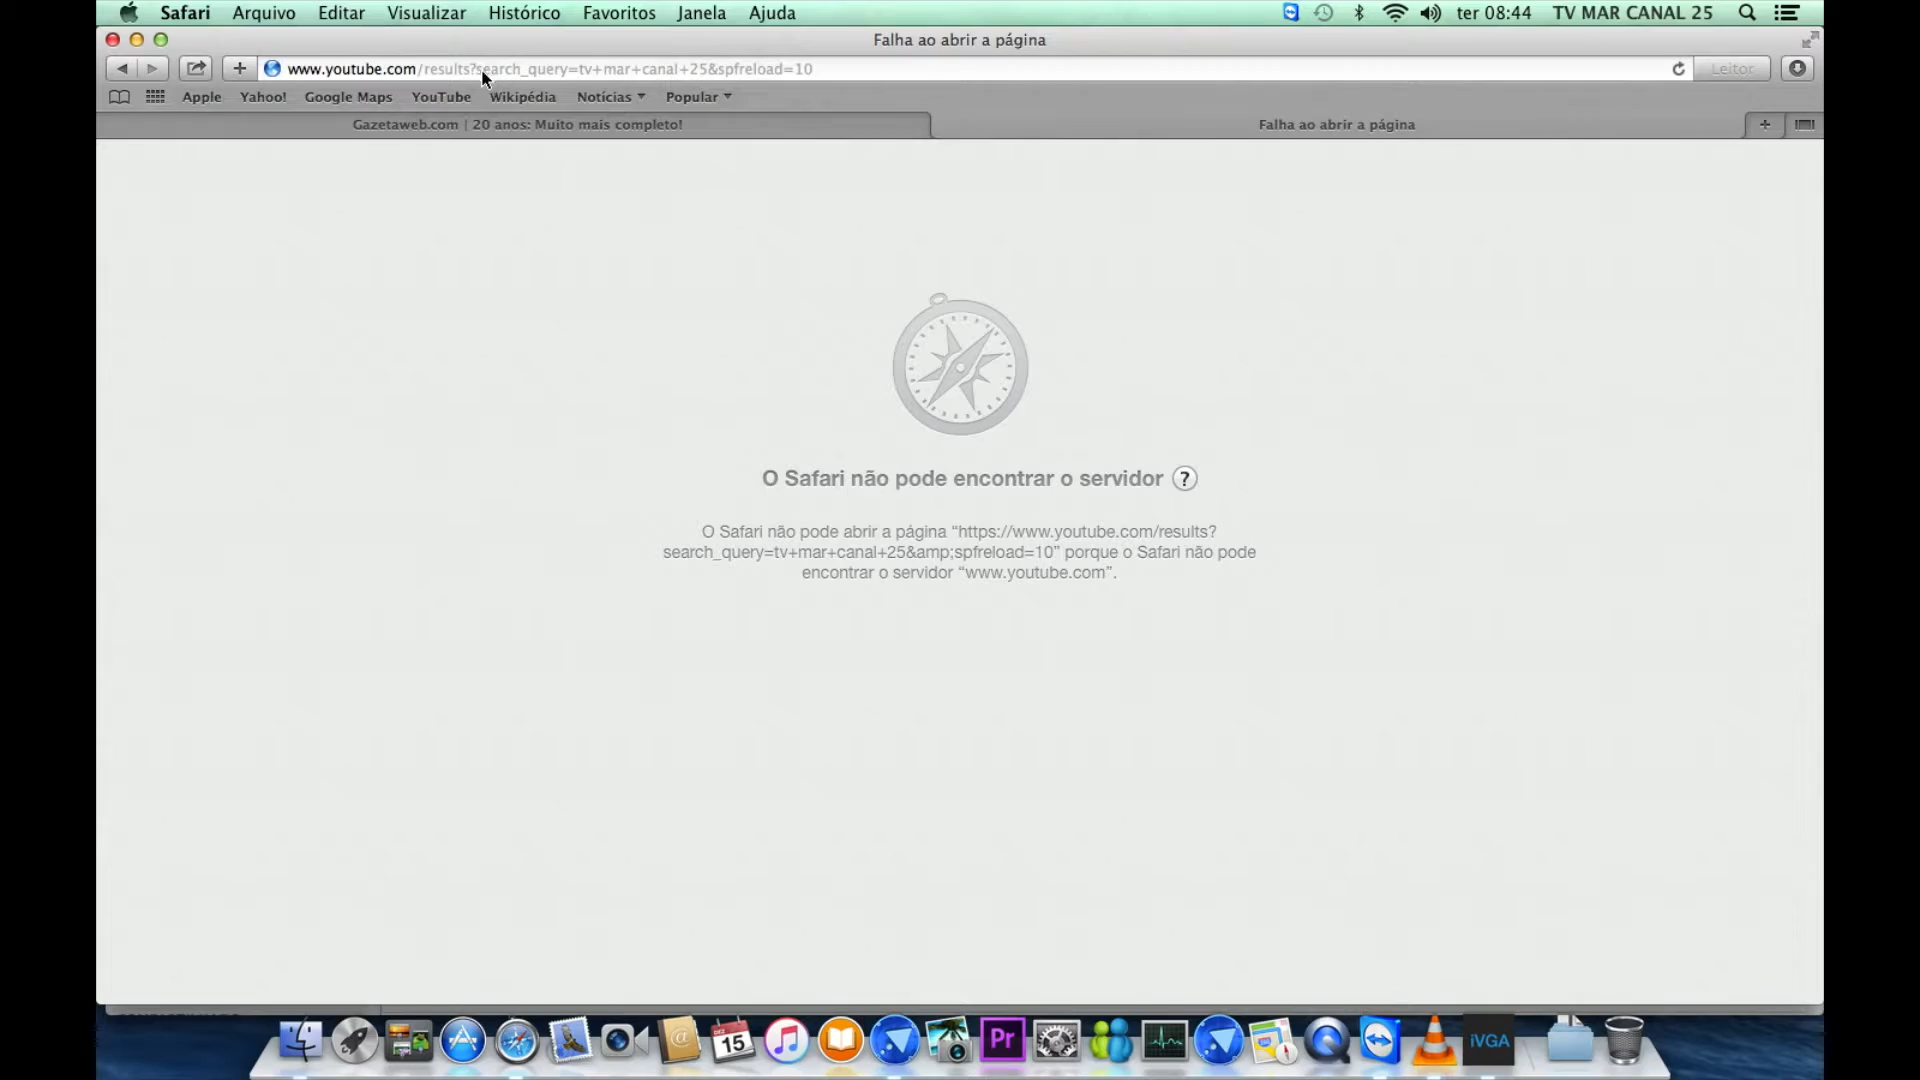 Safari Arquivo Editar Visualizar Histórico Favoritos Janela Ajuda ter 08:44 TV MAR CANAL 25
Falha ao abrir a página
www.youtube.com/results?search_query=tv+mar+canal+25&spfreload=10 Leitor
Apple Yahoo! Google Maps YouTube Wikipédia Notícias Popular
Gazetaweb.com | 20 anos: Muito mais completo! Falha ao abrir a página
O Safari não pode encontrar o servidor ?
O Safari não pode abrir a página “https://www.youtube.com/results?
search_query=tv+mar+canal+25&amp;spfreload=10” porque o Safari não pode
encontrar o servidor “www.youtube.com”.
DEZ
15 Pr iVGA